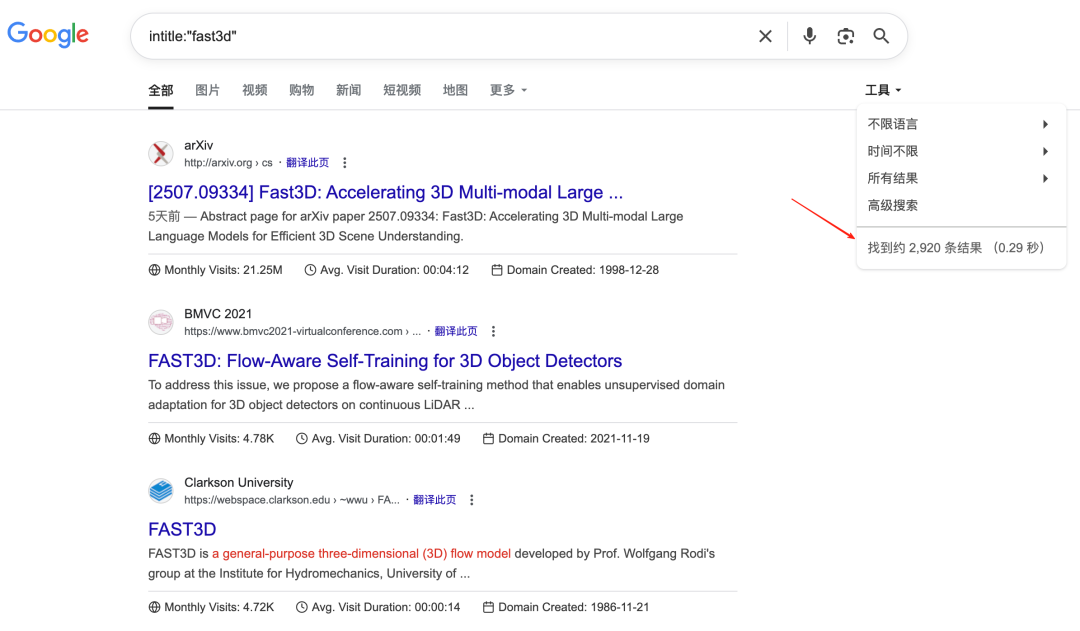 Google
intitle:"fast3d"
全部 图片 视频 购物 新闻 短视频 地图 更多 工具
不限语言
时间不限
所有结果
高级搜索
找到约 2,920 条结果 （0.29 秒）
arXiv
http://arxiv.org › cs · 翻译此页
[2507.09334] Fast3D: Accelerating 3D Multi-modal Large ...
5天前 — Abstract page for arXiv paper 2507.09334: Fast3D: Accelerating 3D Multi-modal Large
Language Models for Efficient 3D Scene Understanding.
Monthly Visits: 21.25M Avg. Visit Duration: 00:04:12 Domain Created: 1998-12-28
BMVC 2021
https://www.bmvc2021-virtualconference.com › ... · 翻译此页
FAST3D: Flow-Aware Self-Training for 3D Object Detectors
To address this issue, we propose a flow-aware self-training method that enables unsupervised domain
adaptation for 3D object detectors on continuous LiDAR ...
Monthly Visits: 4.78K Avg. Visit Duration: 00:01:49 Domain Created: 2021-11-19
Clarkson University
https://webspace.clarkson.edu › ~wwu › FA... · 翻译此页
FAST3D
FAST3D is a general-purpose three-dimensional (3D) flow model developed by Prof. Wolfgang Rodi's
group at the Institute for Hydromechanics, University of ...
Monthly Visits: 4.72K Avg. Visit Duration: 00:00:14 Domain Created: 1986-11-21